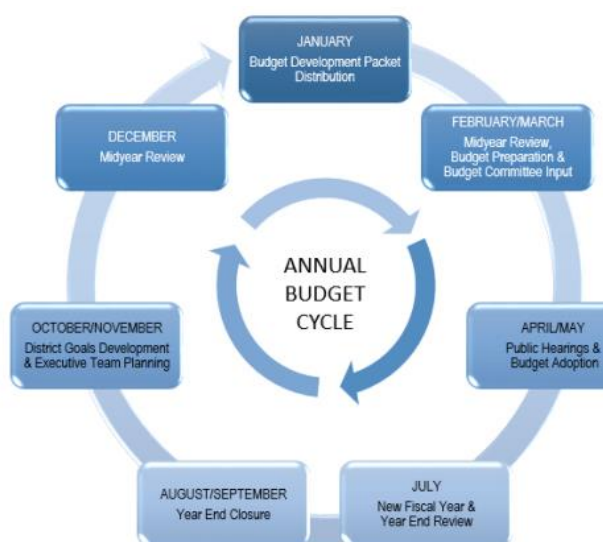 JANUARY
Budget Development Packet
Distribution
FEBRUARY/MARCH
Midyear Review,
Budget Preparation &
Budget Committee Input
APRIL/MAY
Public Hearings &
Budget Adoption
JULY
New Fiscal Year &
Year End Review
AUGUST/SEPTEMBER
Year End Closure
OCTOBER/NOVEMBER
District Goals Development
& Executive Team Planning
DECEMBER
Midyear Review
ANNUAL
BUDGET
CYCLE